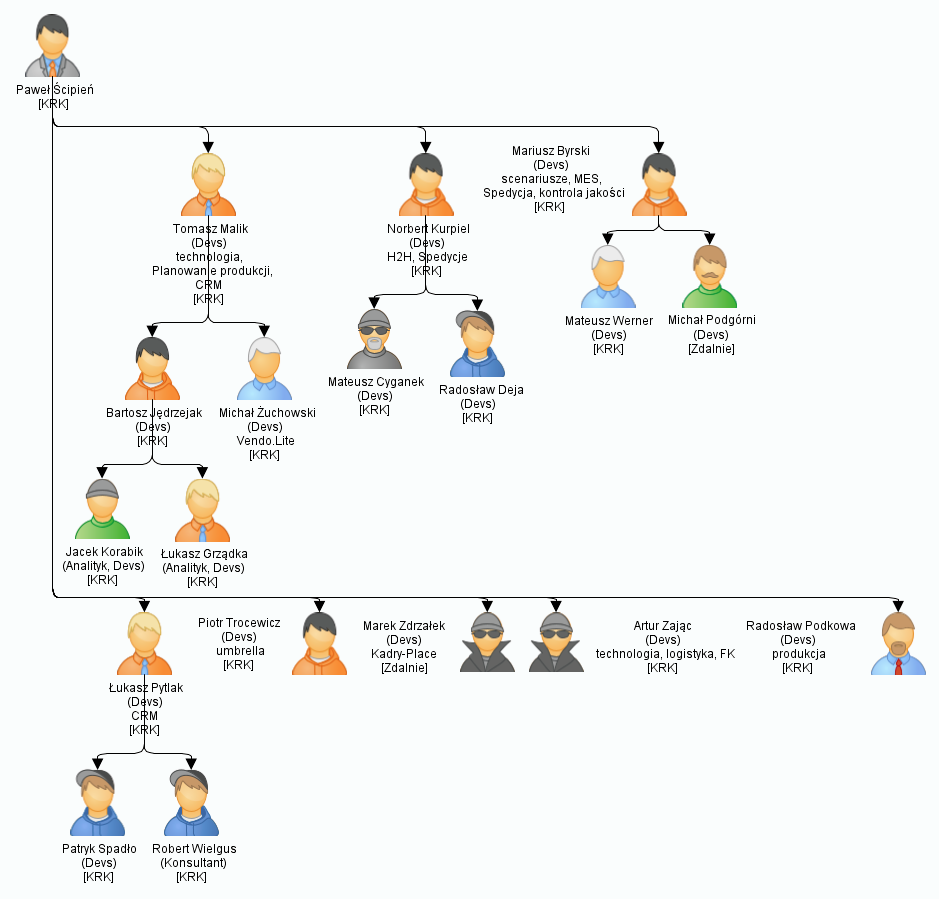 Paweł Ścipień
[KRK]
Tomasz Malik
(Devs)
technologia,
Planowanie produkcji,
CRM
[KRK]
Norbert Kurpiel
(Devs)
H2H, Spedycje
[KRK]
Mariusz Byrski
(Devs)
scenariusze, MES,
Spedycja, kontrola jakości
[KRK]
Mateusz Werner
(Devs)
[KRK]
Michał Podgórni
(Devs)
[Zdalnie]
Bartosz Jędrzejak
(Devs)
[KRK]
Michał Żuchowski
(Devs)
Vendo.Lite
[KRK]
Mateusz Cyganek
(Devs)
[KRK]
Radosław Deja
(Devs)
[KRK]
Jacek Korabik
(Analityk, Devs)
[KRK]
Łukasz Grządka
(Analityk, Devs)
[KRK]
Łukasz Pytlak
(Devs)
CRM
[KRK]
Piotr Trocewicz
(Devs)
umbrella
[KRK]
Marek Zdrzałek
(Devs)
Kadry-Place
[Zdalnie]
Artur Zając
(Devs)
technologia, logistyka, FK
[KRK]
Radosław Podkowa
(Devs)
produkcja
[KRK]
Patryk Spadło
(Devs)
[KRK]
Robert Wielgus
(Konsultant)
[KRK]